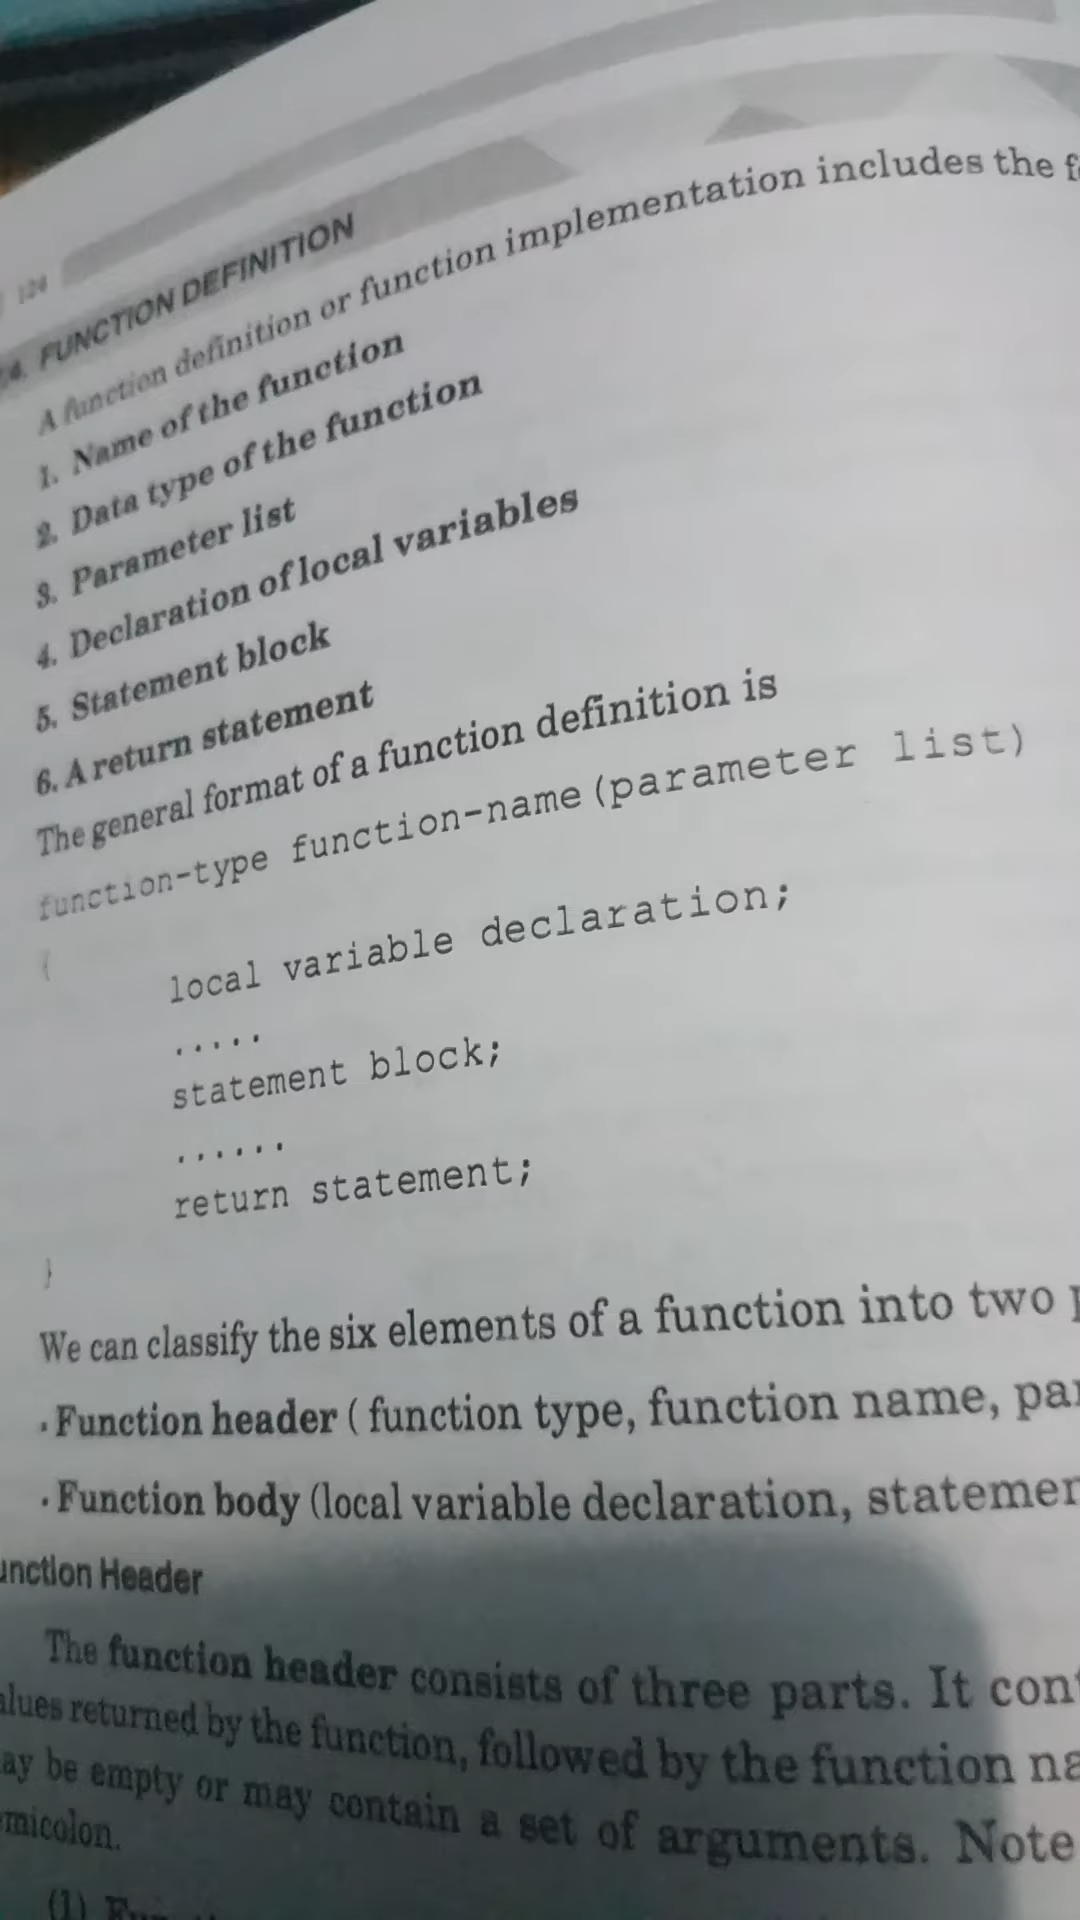 124
4. FUNCTION DEFINITION
A function definition or function implementation includes the
1. Name of the function
2. Data type of the function
3. Parameter list
4. Declaration of local variables
5. Statement block
6. A return statement
The general format of a function definition is
function-type function-name(parameter list)
{
local variable declaration;
.....
statement block;
......
return statement;
}
We can classify the six elements of a function into two
• Function header ( function type, function name,
• Function body (local variable declaration,
Header
The function header consists of three parts. It
returned by the function, followed by the function
be empty or may contain a set of arguments. Note
(1)